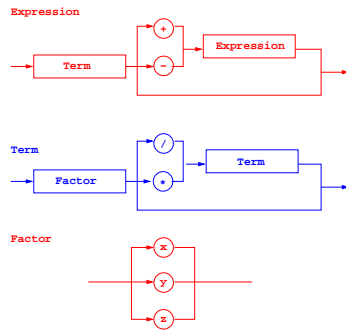 Expression
+
Expression
Term
-
Term
/
Term
Factor
*
Factor
x
y
z